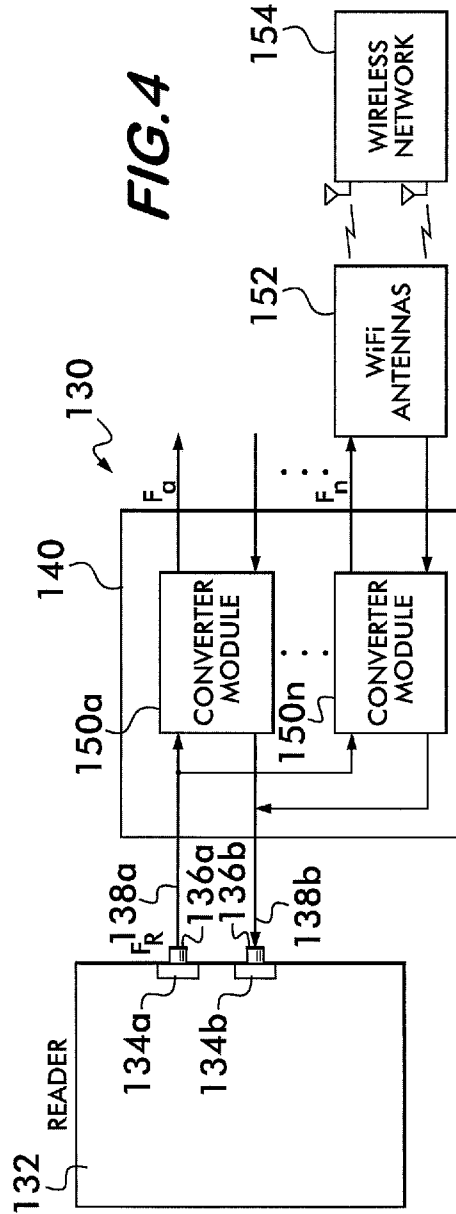 FIG.4
130
READER
132
134a
134b
F_R
138a
136a
136b
138b
140
150a
CONVERTER
MODULE
F_a
. . .
. . .
150n
CONVERTER
MODULE
F_n
152
WiFi
ANTENNAS
154
WIRELESS
NETWORK